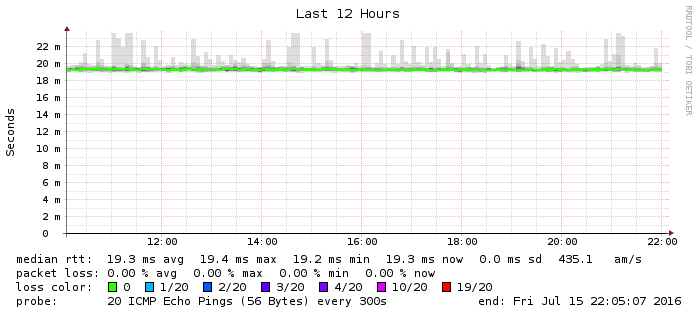 Last 12 Hours
RRDTOOL / TOBI OETIKER
Seconds
22 m
20 m
18 m
16 m
14 m
12 m
10 m
8 m
6 m
4 m
2 m
0
12:00 14:00 16:00 18:00 20:00 22:00
median rtt: 19.3 ms avg 19.4 ms max 19.2 ms min 19.3 ms now 0.0 ms sd 435.1 am/s
packet loss: 0.00 % avg 0.00 % max 0.00 % min 0.00 % now
loss color: 0 1/20 2/20 3/20 4/20 10/20 19/20
probe: 20 ICMP Echo Pings (56 Bytes) every 300s end: Fri Jul 15 22:05:07 2016